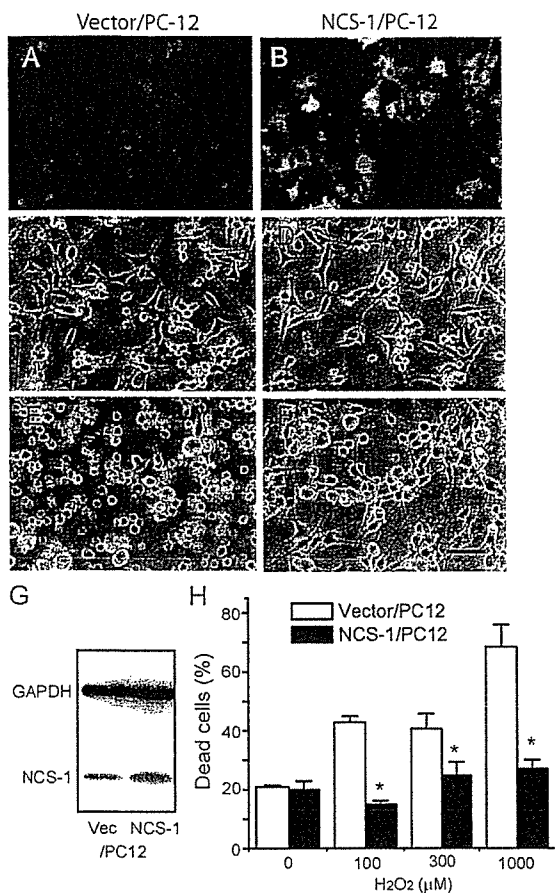 Vector/PC-12
NCS-1/PC-12
A
B
G
GAPDH
NCS-1
Vec NCS-1
/PC12
H
Dead cells (%)
80
60
40
20
0
Vector/PC12
NCS-1/PC12
*
*
*
0 100 300 1000
H2O2 (μM)